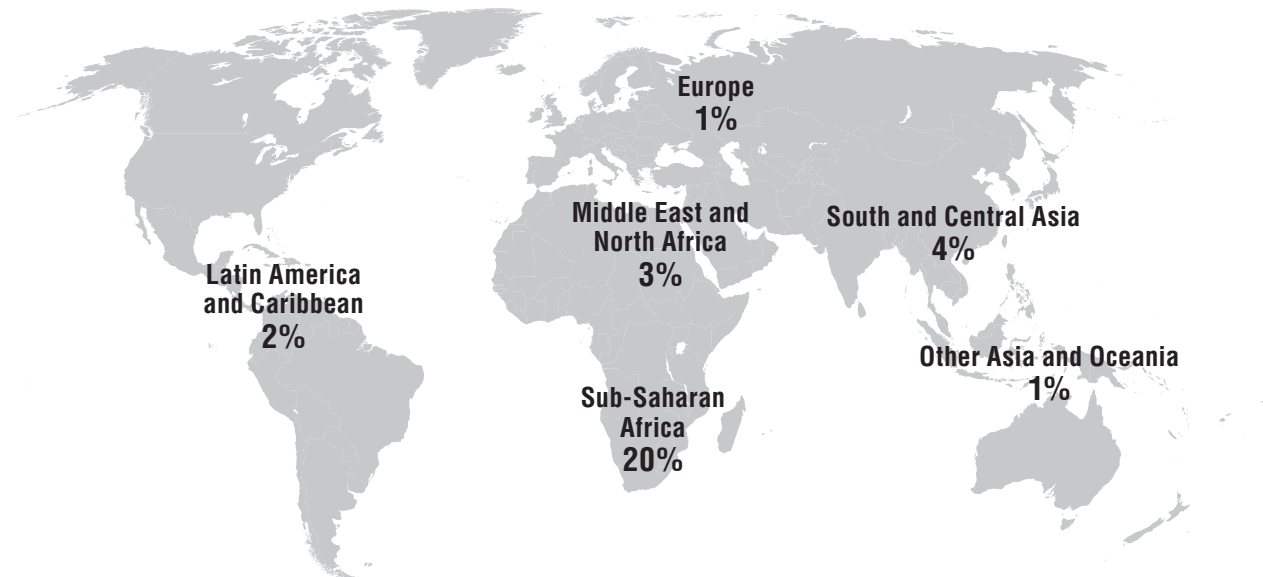 Europe
1%
Middle East and
North Africa
3%
South and Central Asia
4%
Latin America
and Caribbean
2%
Other Asia and Oceania
1%
Sub-Saharan
Africa
20%